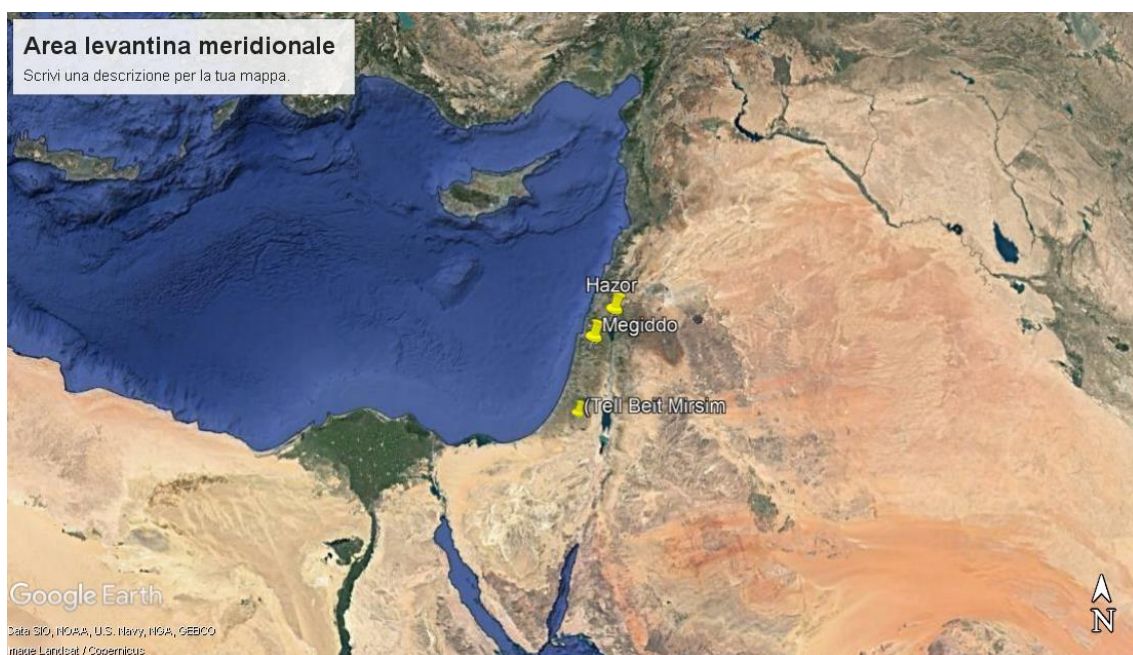 Area levantina meridionale
Scrivi una descrizione per la tua mappa.
Hazor
Megiddo
(Tell Beit Mirsim
Google Earth
N
Data SIO, NOAA, U.S. Navy, NGA, GEBCO
Image Landsat / Copernicus